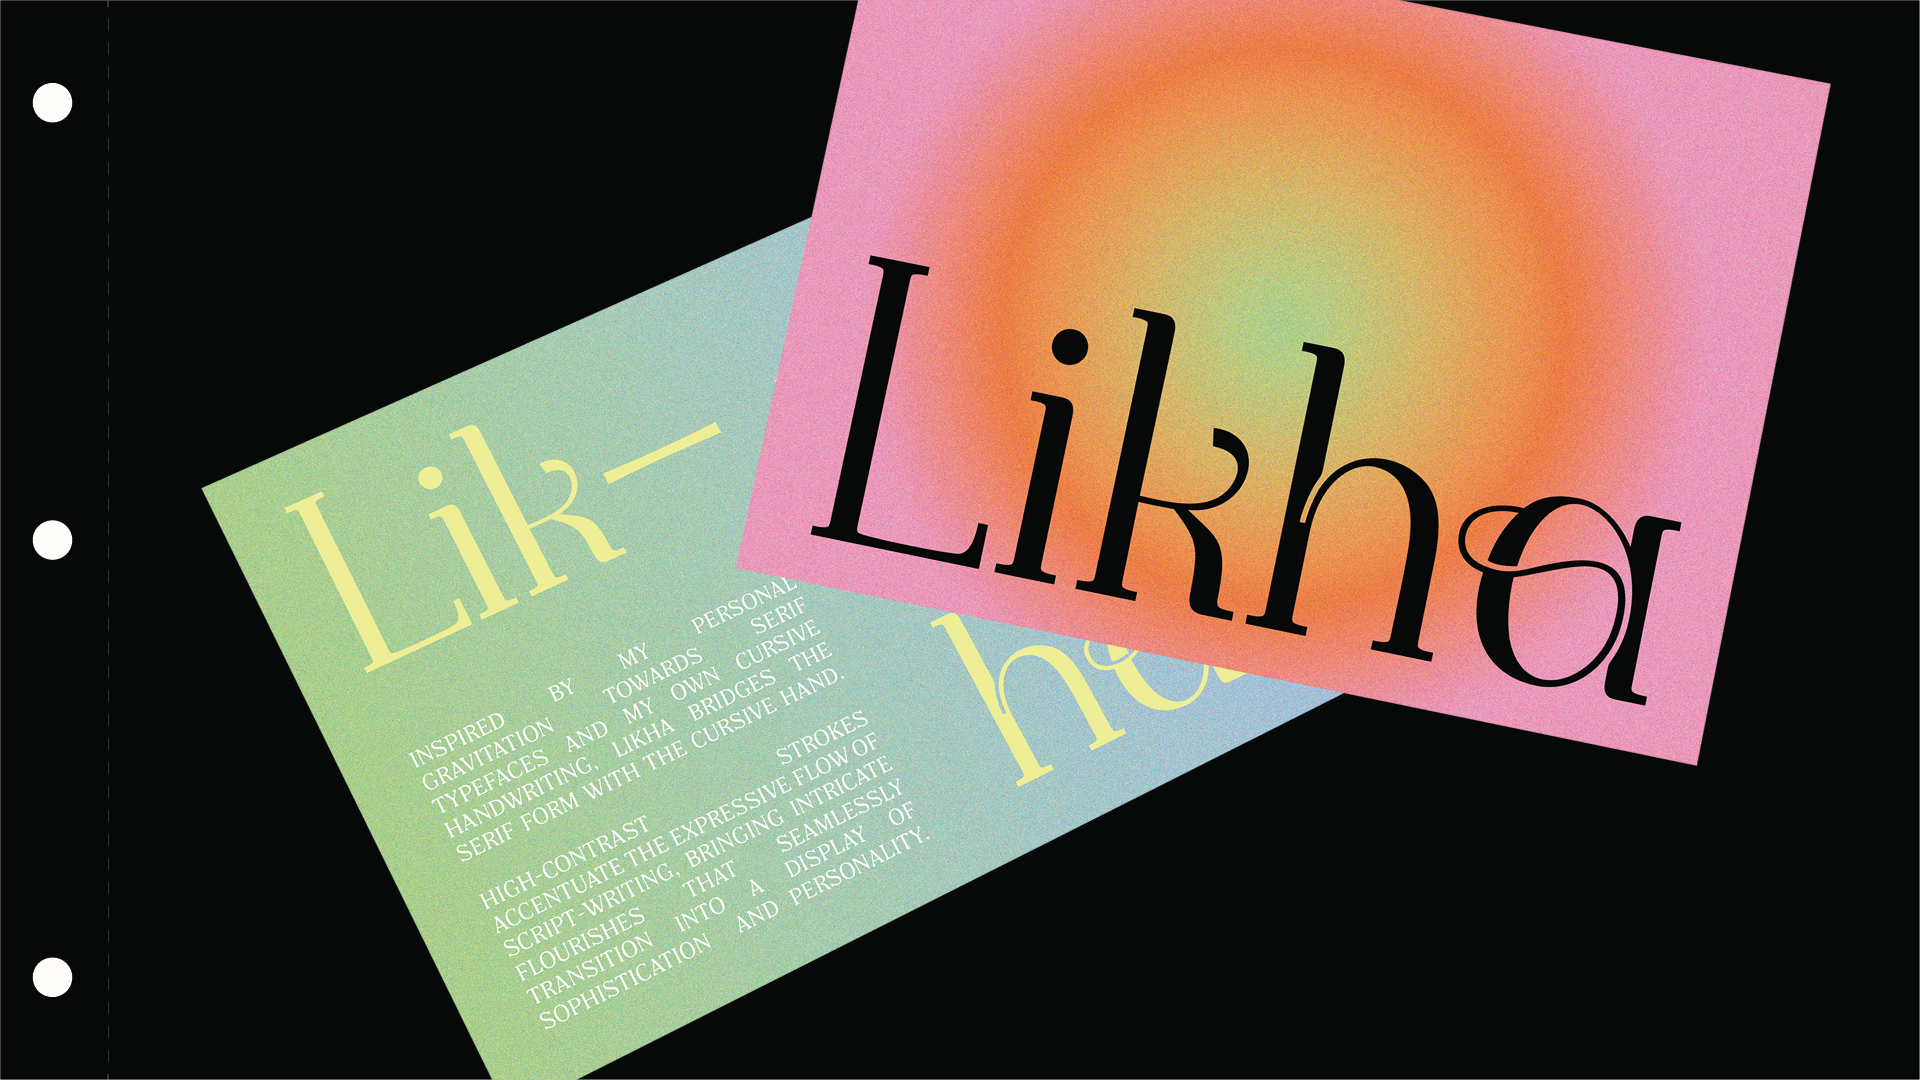 Likha
Lik–
ha
INSPIRED BY MY PERSONAL
GRAVITATION TOWARDS SERIF
TYPEFACES AND MY OWN CURSIVE
HANDWRITING, LIKHA BRIDGES THE
SERIF FORM WITH THE CURSIVE HAND.
HIGH-CONTRAST STROKES
ACCENTUATE THE EXPRESSIVE FLOW OF
SCRIPT-WRITING, BRINGING INTRICATE
FLOURISHES THAT SEAMLESSLY
TRANSITION INTO A DISPLAY OF
SOPHISTICATION AND PERSONALITY.